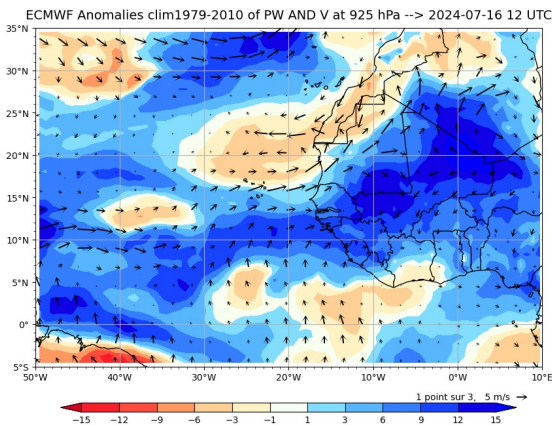 ECMWF Anomalies clim1979-2010 of PW AND V at 925 hPa --> 2024-07-16 12 UTC
35°N
30°N
25°N
20°N
15°N
10°N
5°N
0°
5°S
50°W 40°W 30°W 20°W 10°W 0°W 10°E
1 point sur 3, 5 m/s
−15 −12 −9 −6 −3 −1 1 3 6 9 12 15